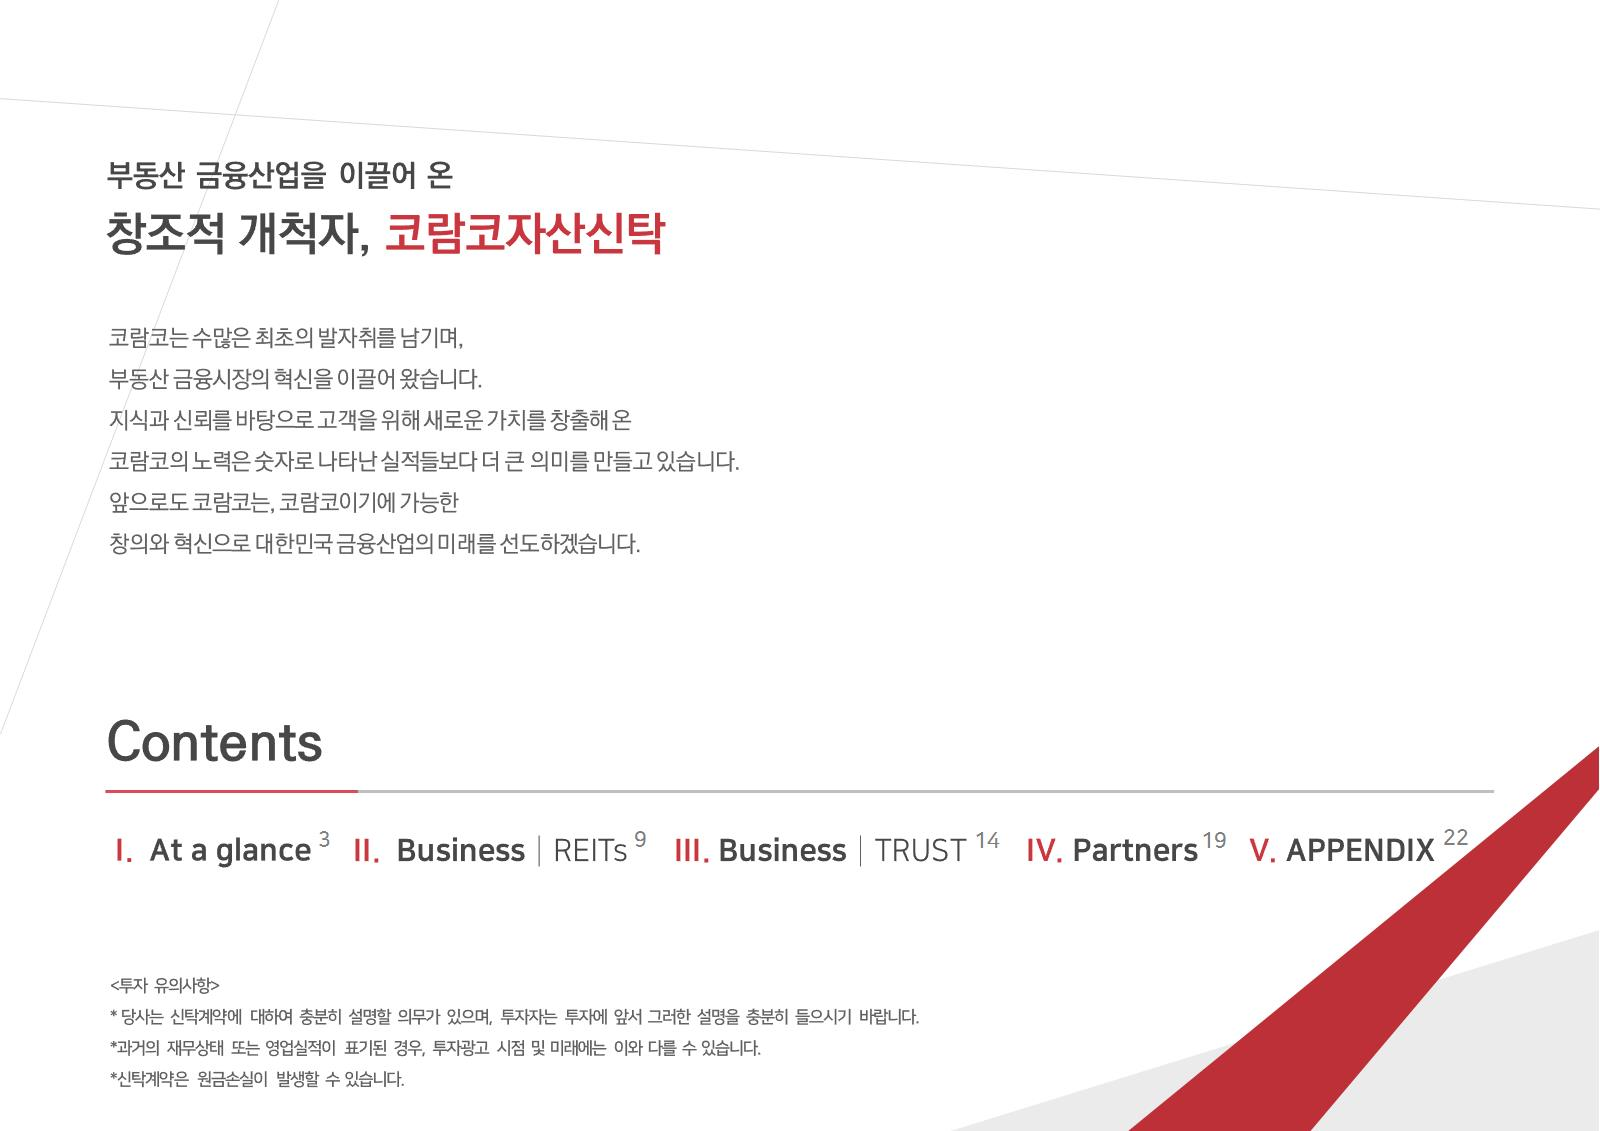 부동산 금융산업을 이끌어 온
창조적 개척자, 코람코자산신탁
코람코는 수많은 최초의 발자취를 남기며,
부동산 금융시장의 혁신을 이끌어 왔습니다.
지식과 신뢰를 바탕으로 고객을 위해 새로운 가치를 창출해 온
코람코의 노력은 숫자로 나타난 실적들보다 더 큰 의미를 만들고 있습니다.
앞으로도 코람코는, 코람코이기에 가능한
창의와 혁신으로 대한민국 금융산업의 미래를 선도하겠습니다.
Contents
I. At a glance 3 II. Business | REITs 9 III. Business | TRUST 14 IV. Partners 19 V. APPENDIX 22
<투자 유의사항>
* 당사는 신탁계약에 대하여 충분히 설명할 의무가 있으며, 투자자는 투자에 앞서 그러한 설명을 충분히 들으시기 바랍니다.
*과거의 재무상태 또는 영업실적이 표기된 경우, 투자광고 시점 및 미래에는 이와 다를 수 있습니다.
*신탁계약은 원금손실이 발생할 수 있습니다.